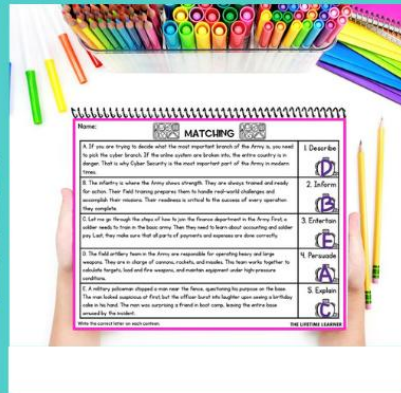 Name:
MATCHING
A. If you are trying to decide what the most important branch of the Army is, you need
to pick the cyber branch. If the online system are broken into, the entire country is in
danger. That is why Cyber Security is the most important part of the Army in modern
times.
1. Describe
D
B. The infantry is where the Army shows strength. They are always trained and ready
for action. Their field training prepares them to handle real-world challenges and
accomplish their missions. Their readiness is critical to the success of every operation
they complete.
2. Inform
B
C. Let me go through the steps of how to join the finance department in the Army. First, a
soldier needs to train in the basic army. Then they need to learn about accounting and soldier
pay. Last, they make sure that all parts of payments and expenses are done correctly.
3. Entertain
E
D. The field artillery team in the Army are responsible for operating heavy and large
weapons. They are in charge of cannons, rockets, and missiles. This team works together to
calculate targets, load and fire weapons, and maintain equipment under high-pressure
conditions.
4. Persuade
A
E. A military policeman stopped a man near the fence, questioning his purpose on the base.
The man looked suspicious at first but the officer burst into laughter upon seeing a birthday
cake in his hand. The man was surprising a friend in boot camp, leaving the entire base
amused by the incident.
5. Explain
C
Write the correct letter on each canteen.
THE LIFETIME LEARNER